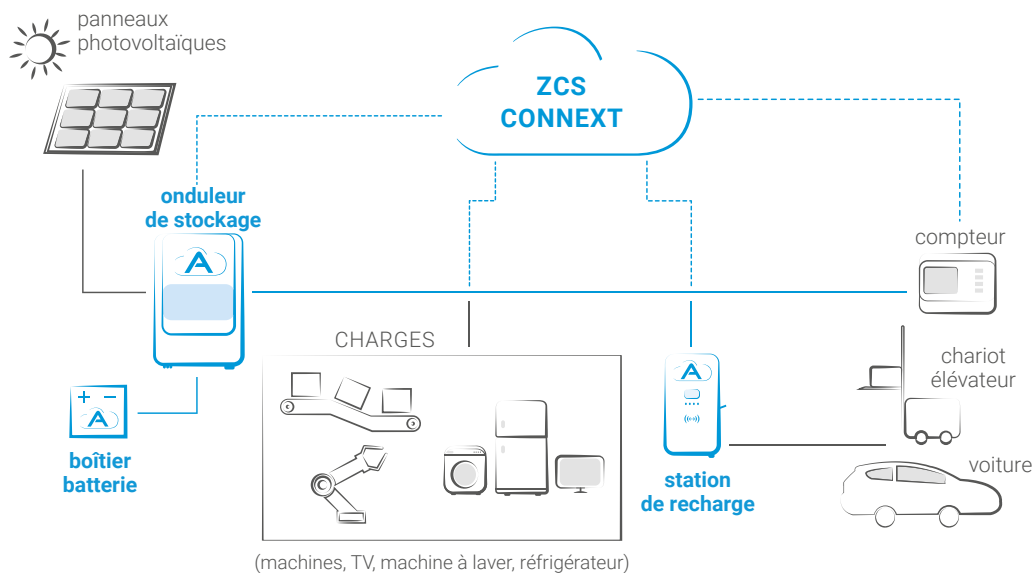 panneaux
photovoltaïques
ZCS
CONNEXT
onduleur
de stockage
compteur
A
CHARGES
chariot
élévateur
A
+ −
A
boîtier
batterie
station
de recharge
voiture
(machines, TV, machine à laver, réfrigérateur)